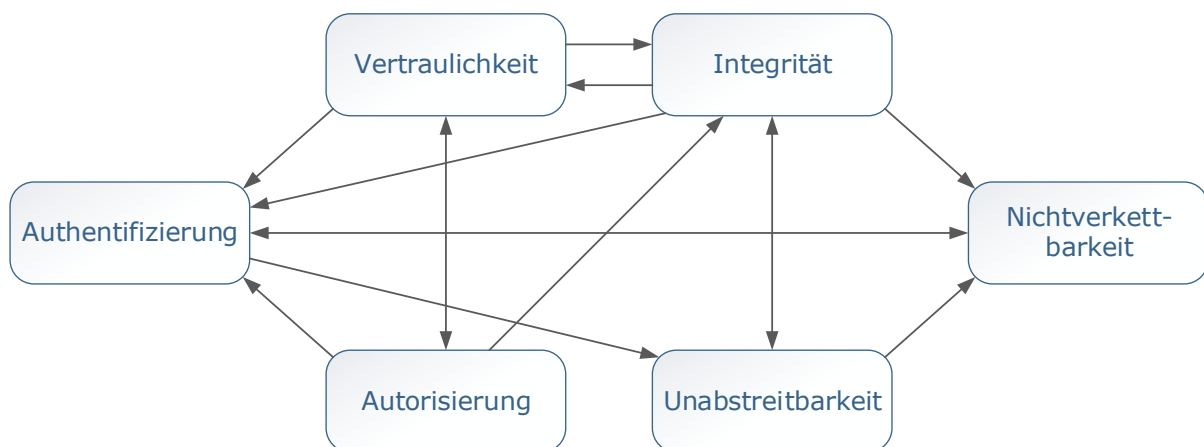 Vertraulichkeit
Integrität
Authentifizierung
Nichtverkett-
barkeit
Autorisierung
Unabstreitbarkeit